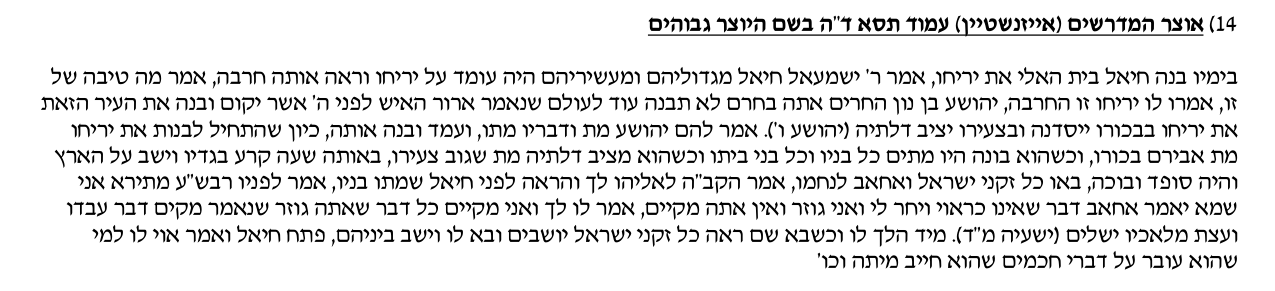 14) אוצר המדרשים (אייזנשטיין) עמוד תסא ד"ה בשם היוצר גבוהים
בימיו בנה חיאל בית האלי את יריחו, אמר ר' ישמעאל חיאל מגדוליהם ומעשיריהם היה עומד על יריחו וראה אותה חרבה, אמר מה טיבה של
זו, אמרו לו יריחו זו החרבה, יהושע בן נון החרים אתה בחרם לא תבנה עוד לעולם שנאמר ארור האיש לפני ה' אשר יקום ובנה את העיר הזאת
את יריחו בבכורו ייסדנה ובצעירו יציב דלתיה (יהושע ו'). אמר להם יהושע מת ודבריו מתו, ועמד ובנה אותה, כיון שהתחיל לבנות את יריחו
מת אבירם בכורו, וכשהוא בונה היו מתים כל בניו וכל בני ביתו וכשהוא מציב דלתיה מת שגוב צעירו, באותה שעה קרע בגדיו וישב על הארץ
והיה סופד ובוכה, באו כל זקני ישראל ואחאב לנחמו, אמר הקב"ה לאליהו לך והראה לפני חיאל שמתו בניו, אמר לפניו רבש"ע מתירא אני
שמא יאמר אחאב דבר שאינו כראוי ויחר לי ואני גוזר ואין אתה מקיים, אמר לו לך ואני מקיים כל דבר שאתה גוזר שנאמר מקים דבר עבדו
ועצת מלאכיו ישלים (ישעיה מ"ד). מיד הלך לו וכשבא שם ראה כל זקני ישראל יושבים ובא לו וישב ביניהם, פתח חיאל ואמר אוי לו למי
שהוא עובר על דברי חכמים שהוא חייב מיתה וכו'